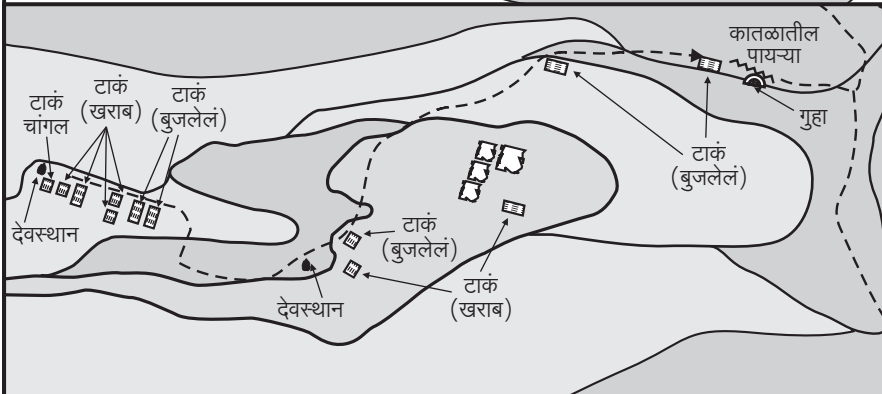 कातळातील
पायऱ्या
गुहा
टाकं
(बुजलेलं)
टाकं
(खराब)
टाकं
चांगल
टाकं
(बुजलेलं)
देवस्थान
टाकं
(बुजलेलं)
टाकं
(खराब)
देवस्थान